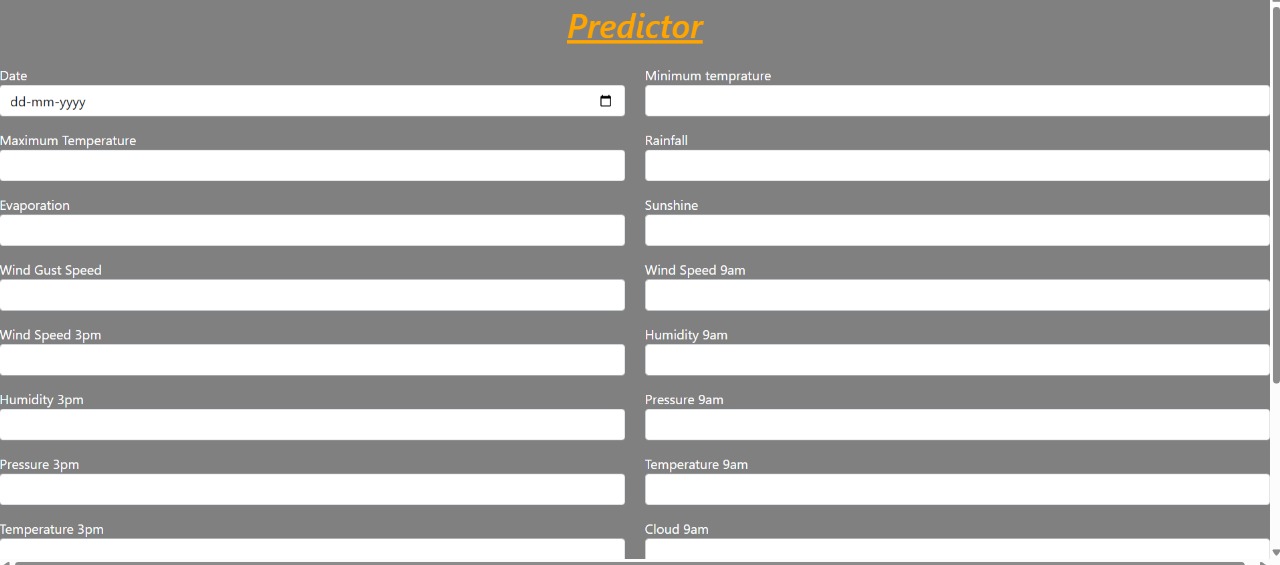 Predictor
Date
Minimum temprature
dd-mm-yyyy
Maximum Temperature
Rainfall
Evaporation
Sunshine
Wind Gust Speed
Wind Speed 9am
Wind Speed 3pm
Humidity 9am
Humidity 3pm
Pressure 9am
Pressure 3pm
Temperature 9am
Temperature 3pm
Cloud 9am